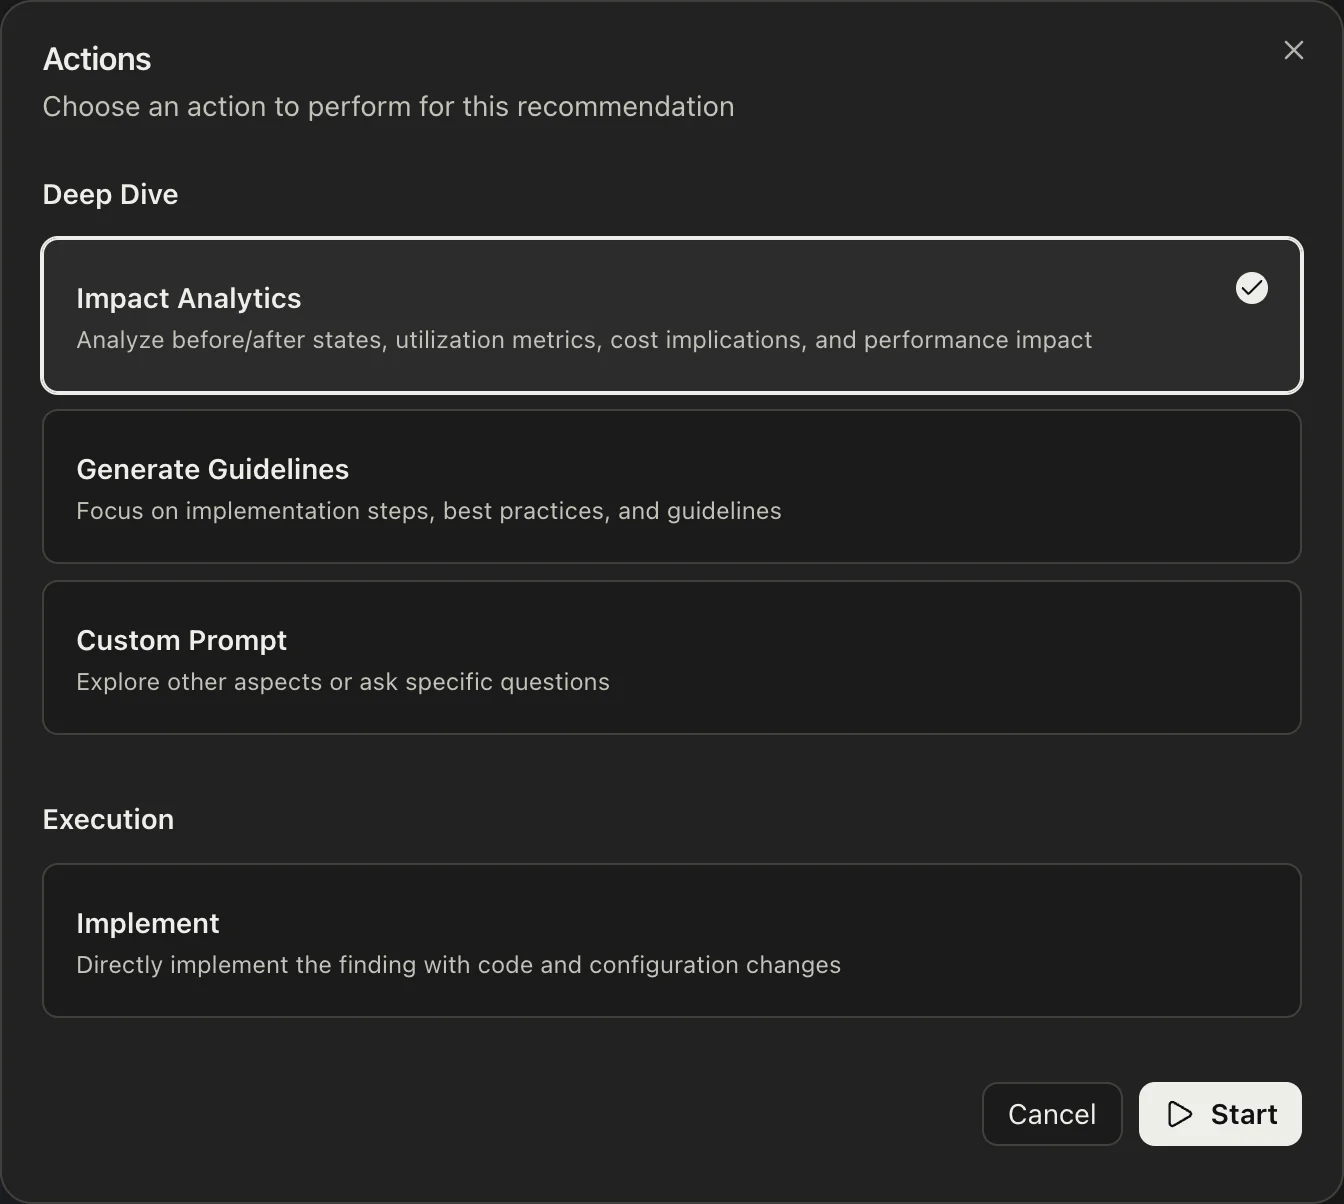 Actions
Choose an action to perform for this recommendation
Deep Dive
Impact Analytics
Analyze before/after states, utilization metrics, cost implications, and performance impact
Generate Guidelines
Focus on implementation steps, best practices, and guidelines
Custom Prompt
Explore other aspects or ask specific questions
Execution
Implement
Directly implement the finding with code and configuration changes
Cancel
Start